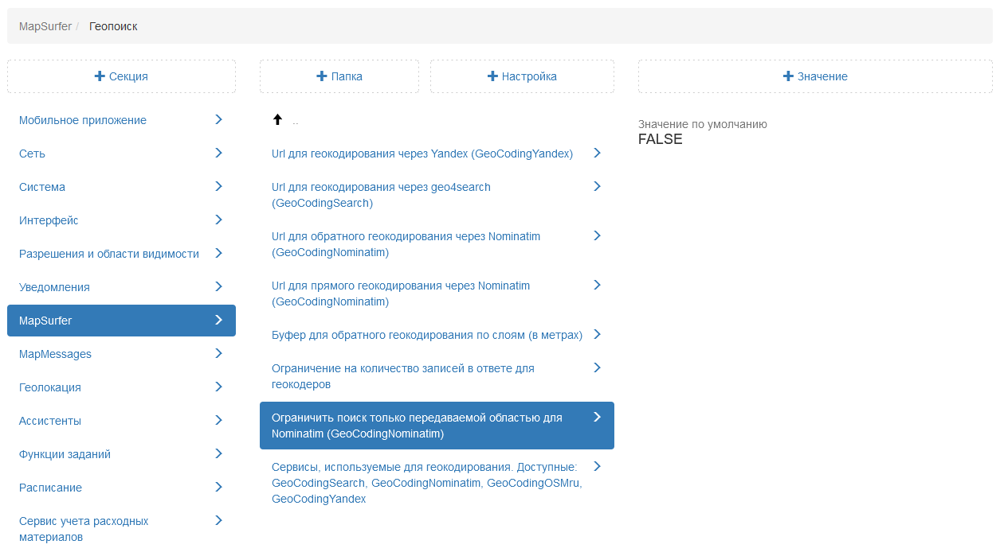 MapSurfer / Геопоиск
Секция
Папка
Настройка
Значение
Мобильное приложение
Сеть
Система
Интерфейс
Разрешения и области видимости
Уведомления
MapSurfer
MapMessages
Геолокация
Ассистенты
Функции заданий
Расписание
Сервис учета расходных
материалов
..
Url для геокодирования через Yandex (GeoCodingYandex)
Url для геокодирования через geo4search
(GeoCodingSearch)
Url для обратного геокодирования через Nominatim
(GeoCodingNominatim)
Url для прямого геокодирования через Nominatim
(GeoCodingNominatim)
Буфер для обратного геокодирования по слоям (в метрах)
Ограничение на количество записей в ответе для
геокодеров
Ограничить поиск только передаваемой областью для
Nominatim (GeoCodingNominatim)
Сервисы, используемые для геокодирования. Доступные:
GeoCodingSearch, GeoCodingNominatim, GeoCodingOSMru,
GeoCodingYandex
Значение по умолчанию
FALSE